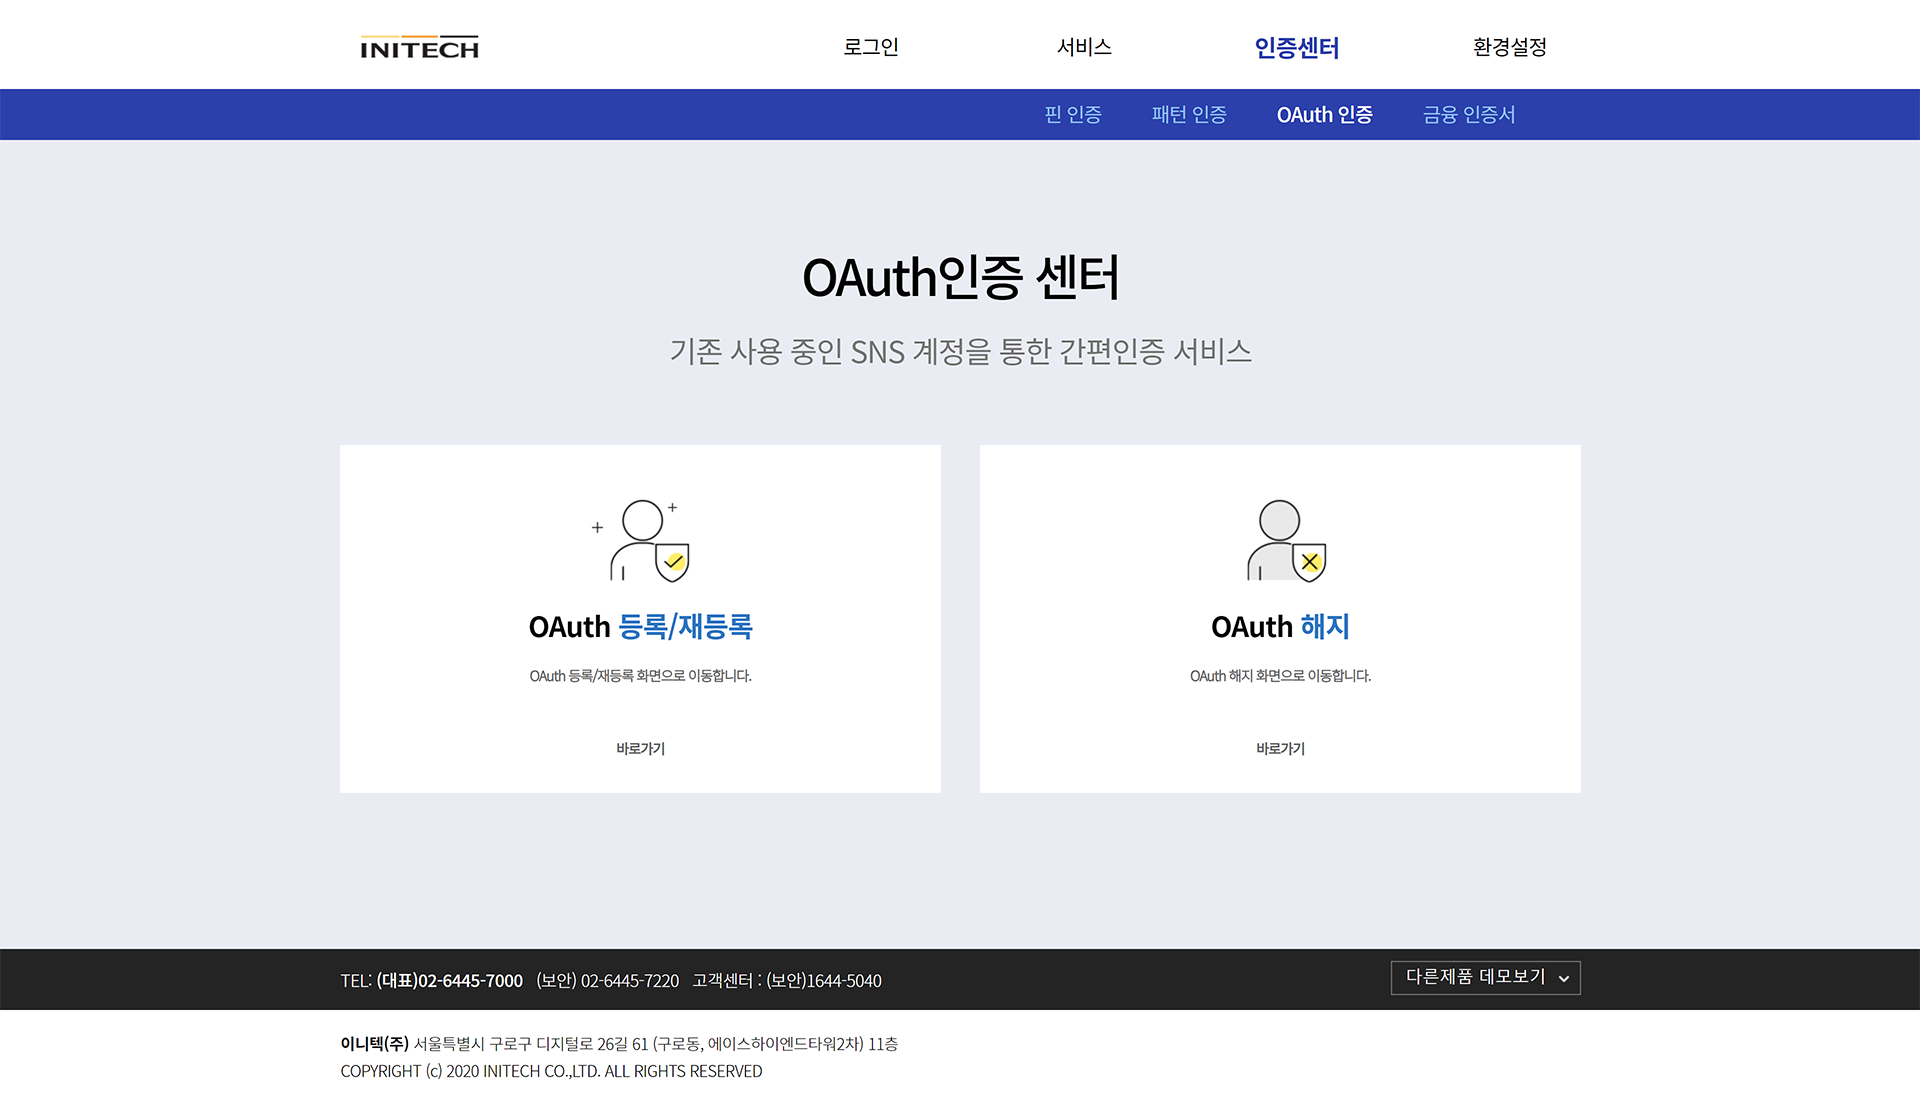 INITECH
로그인 서비스 인증센터 환경설정
핀 인증 패턴 인증 OAuth 인증 금융 인증서
OAuth인증 센터
기존 사용 중인 SNS 계정을 통한 간편인증 서비스
OAuth 등록/재등록
OAuth 등록/재등록 화면으로 이동합니다.
바로가기
OAuth 해지
OAuth 해지 화면으로 이동합니다.
바로가기
TEL: (대표)02-6445-7000 (보안) 02-6445-7220 고객센터 : (보안)1644-5040
다른제품 데모보기
이니텍(주) 서울특별시 구로구 디지털로 26길 61 (구로동, 에이스하이엔드타워2차) 11층
COPYRIGHT (c) 2020 INITECH CO.,LTD. ALL RIGHTS RESERVED